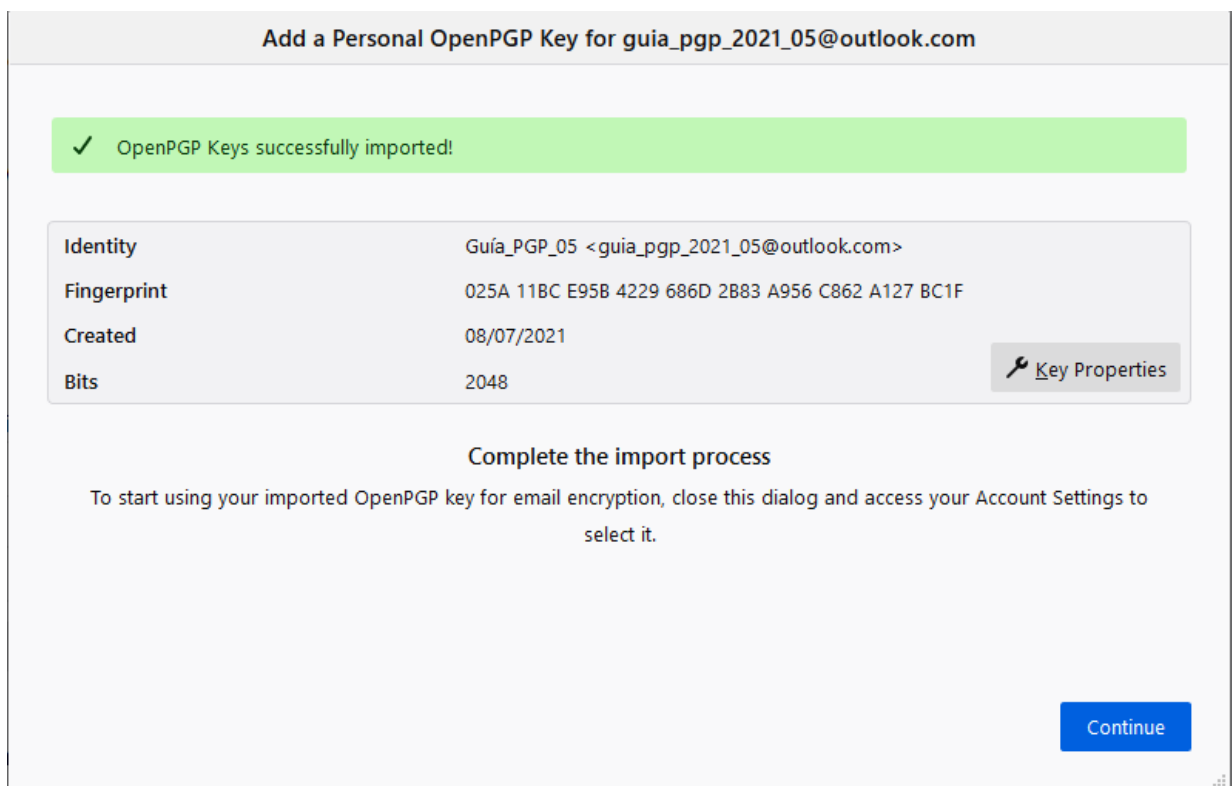 Add a Personal OpenPGP Key for guia_pgp_2021_05@outlook.com
✓ OpenPGP Keys successfully imported!
Identity Guía_PGP_05 <guia_pgp_2021_05@outlook.com>
Fingerprint 025A 11BC E95B 4229 686D 2B83 A956 C862 A127 BC1F
Created 08/07/2021
Key Properties
Bits 2048
Complete the import process
To start using your imported OpenPGP key for email encryption, close this dialog and access your Account Settings to
select it.
Continue